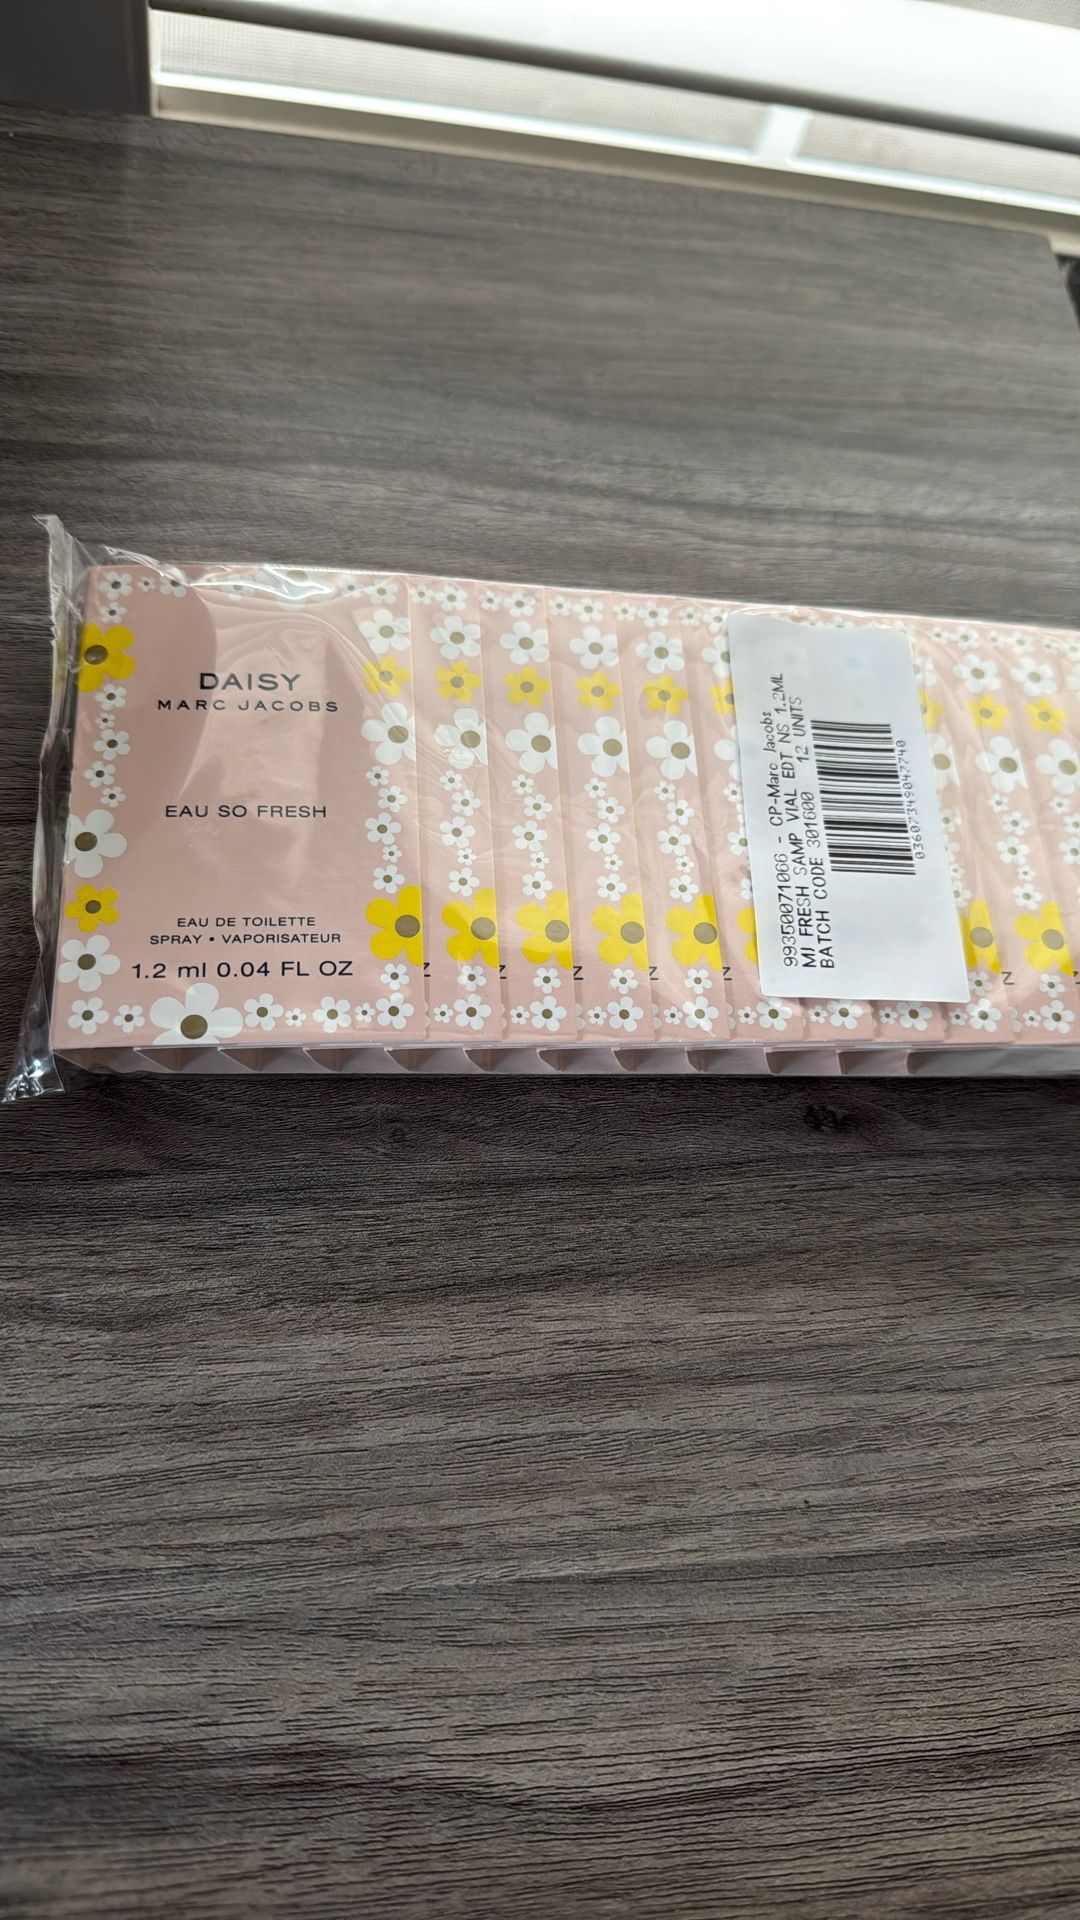 DAISY
MARC JACOBS
EAU SO FRESH
EAU DE TOILETTE
SPRAY • VAPORISATEUR
1.2 ml 0.04 FL OZ
99350071066 - CP-Marc Jacobs
MJ FRESH SAMP VIAL EDT NS 1.2ML
BATCH CODE 301600 12 UNITS
03607349047740